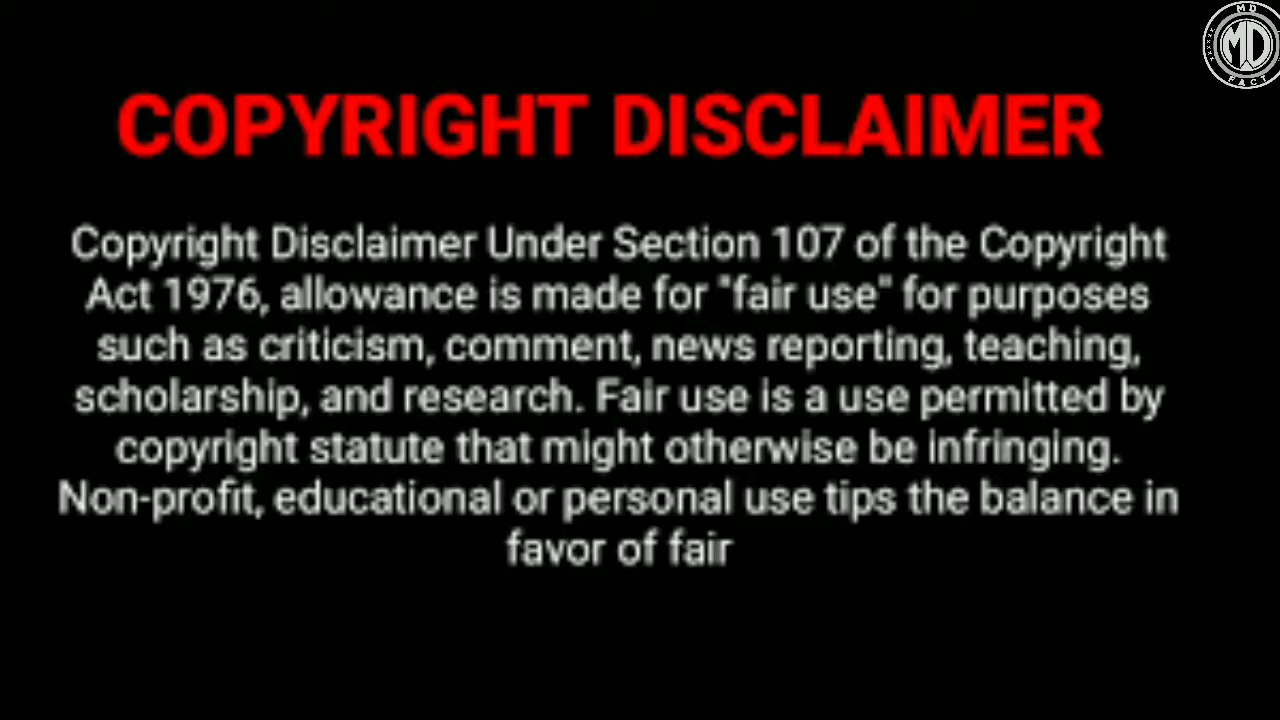 MD
MD
FACT
COPYRIGHT DISCLAIMER
Copyright Disclaimer Under Section 107 of the Copyright
Act 1976, allowance is made for "fair use" for purposes
such as criticism, comment, news reporting, teaching,
scholarship, and research. Fair use is a use permitted by
copyright statute that might otherwise be infringing.
Non-profit, educational or personal use tips the balance in
favor of fair